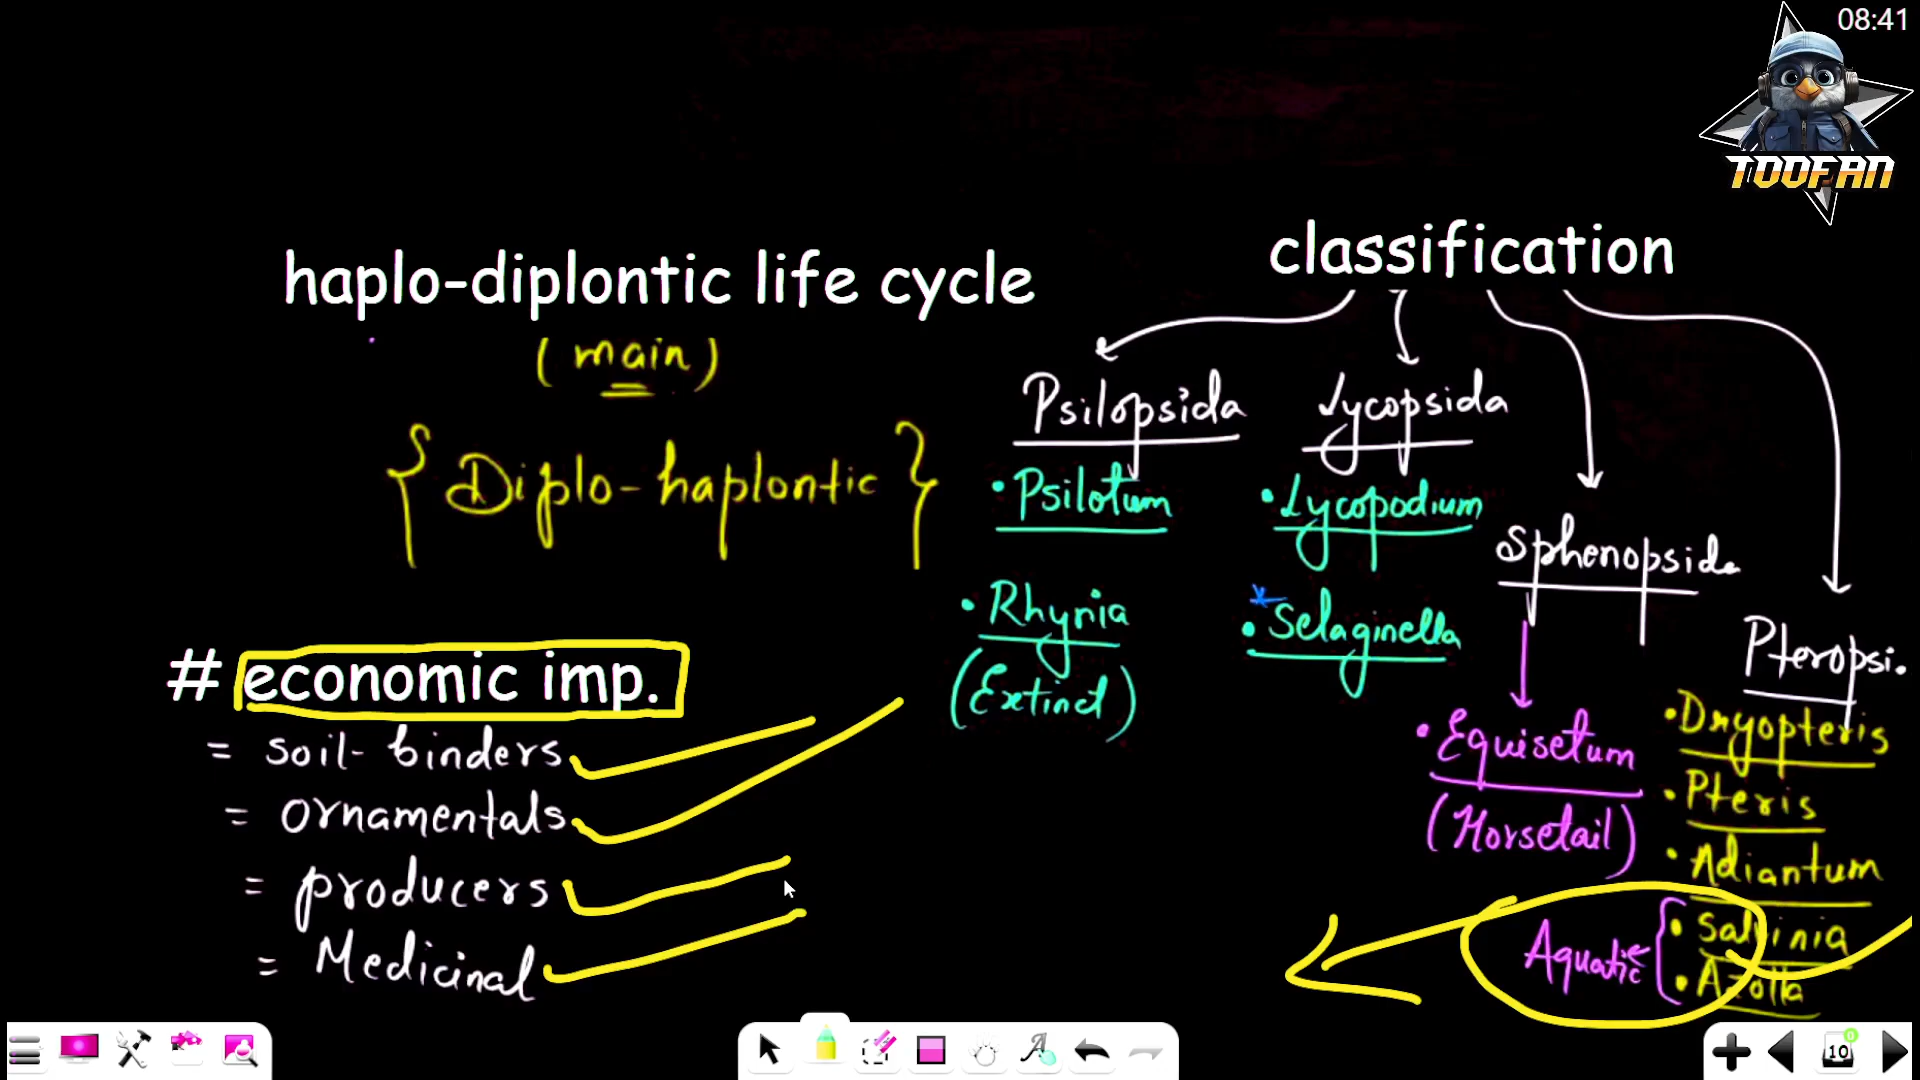 08:41
TOOFAN
haplo-diplontic life cycle
(main)
{ Diplo-haplontic }
# economic imp.
= soil-binders
= ornamentals
= producers
= Medicinal
classification
Psilopsida
• Psilotum
• Rhynia
(Extinct)
Lycopsida
• Lycopodium
* • Selaginella
Sphenopsida
• Equisetum
(Horsetail)
Pteropsi.
• Dryopteris
• Pteris
• Adiantum
Aquatic
• Salvinia
• Azolla
10
0